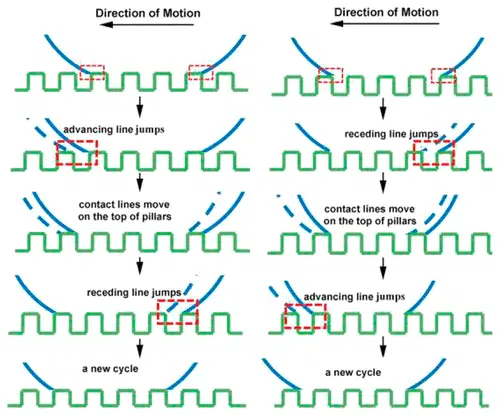 Direction of Motion
advancing line jumps
contact lines move
on the top of pillars
receding line jumps
a new cycle
Direction of Motion
receding line jumps
contact lines move
on the top of pillars
advancing line jumps
a new cycle